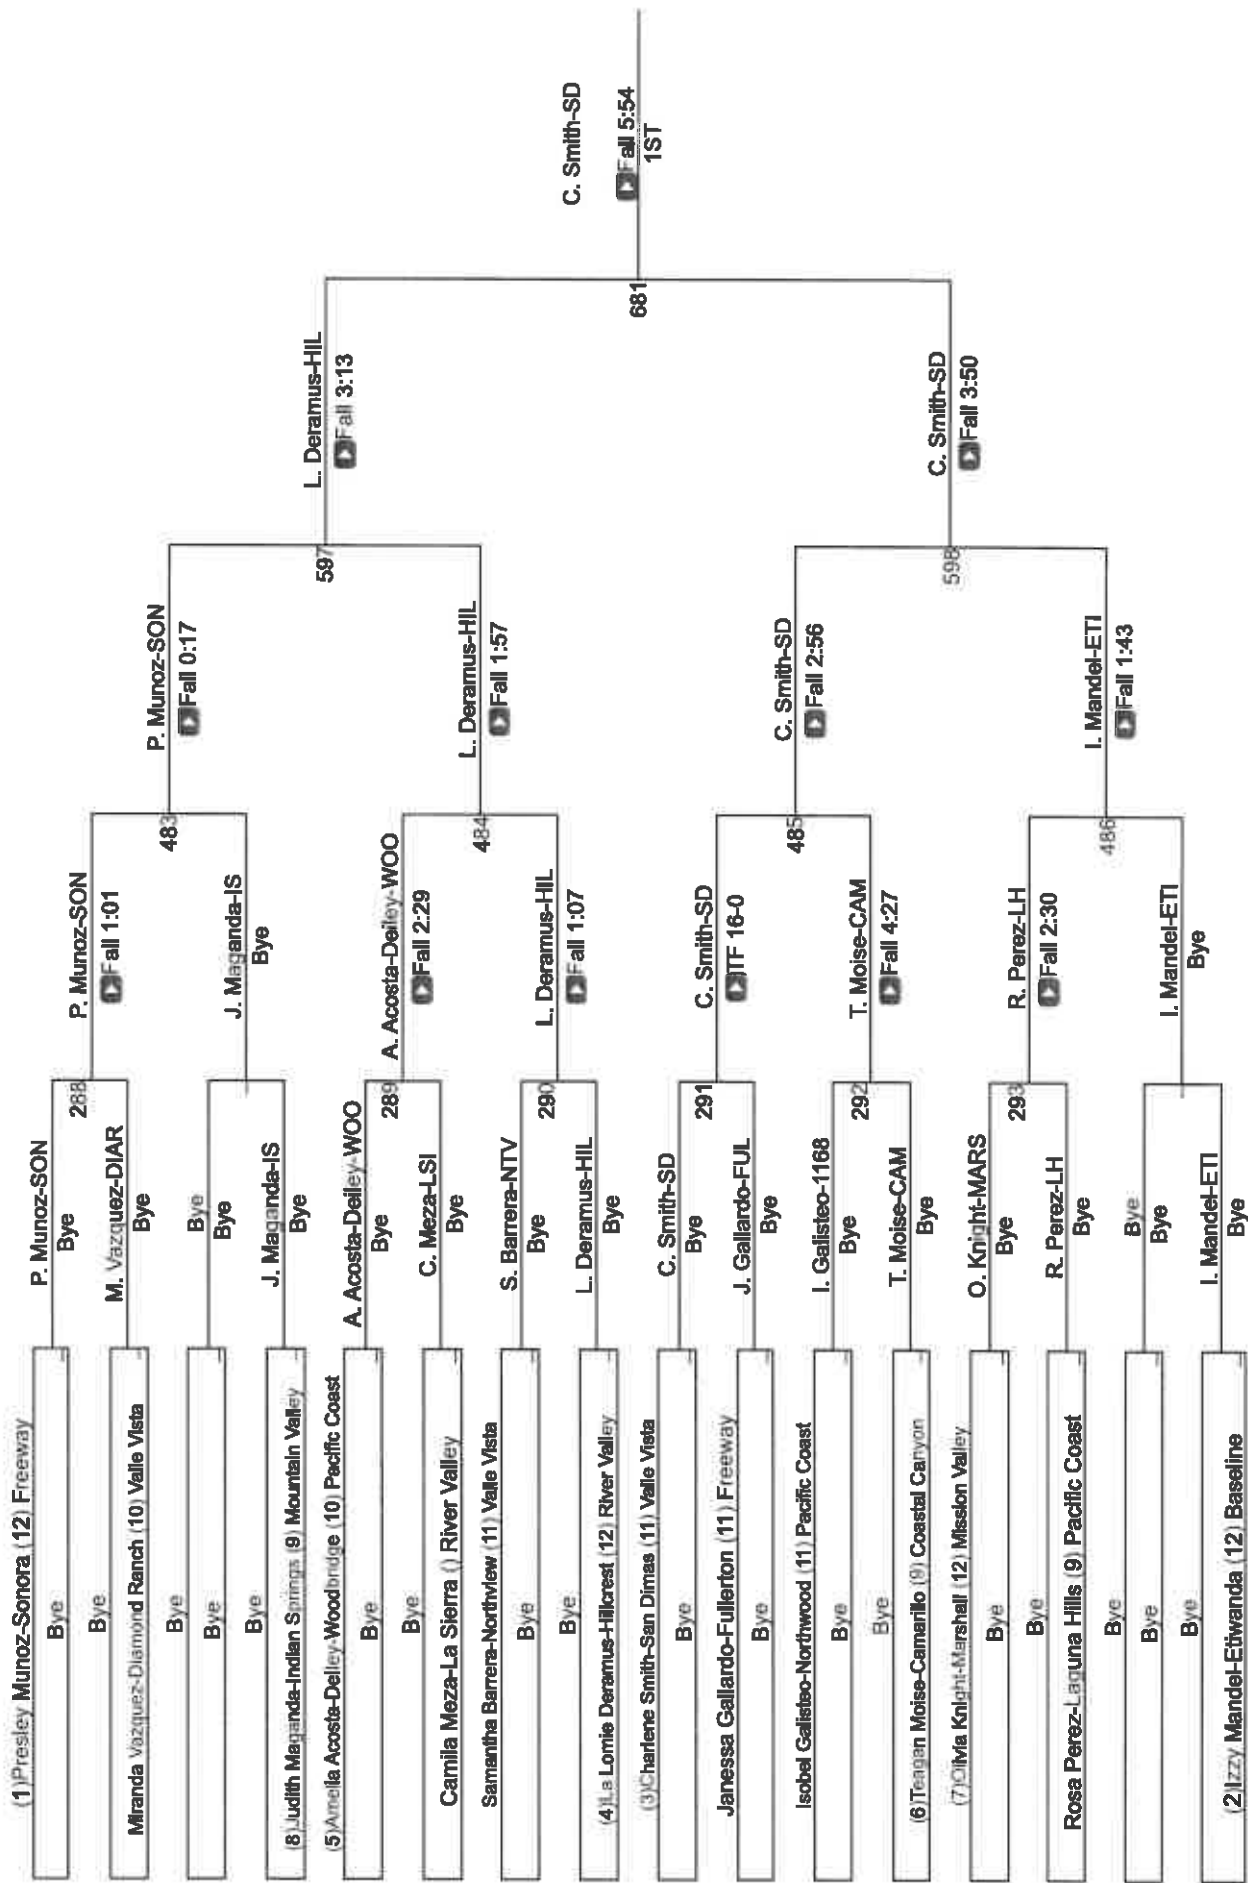 (1)Presley Munoz-Sonora (12) Freeway
Bye
Bye
Miranda Vazquez-Diamond Ranch (10) Valle Vista
Bye
Bye
Bye
(8)Judith Maganda-Indian Springs (9) Mountain Valley
(5)Amelia Acosta-Deiley-Woodbridge (10) Pacific Coast
Bye
Bye
Camila Meza-La Sierra () River Valley
Samantha Barrera-Northview (11) Valle Vista
Bye
Bye
(4)La Lomie Deramus-Hillcrest (12) River Valley
(3)Charlene Smith-San Dimas (11) Valle Vista
Bye
Janessa Gallardo-Fullerton (11) Freeway
Bye
Isobel Galisteo-Northwood (11) Pacific Coast
Bye
Bye
(6)Teagan Moise-Camarillo (9) Coastal Canyon
(7)Olivia Knight-Marshall (12) Mission Valley
Bye
Bye
Rosa Perez-Laguna Hills (9) Pacific Coast
Bye
Bye
Bye
(2)Izzy Mandel-Etiwanda (12) Baseline
P. Munoz-SON
Bye
288
M. Vazquez-DIAR
Bye
Bye
Bye
J. Maganda-IS
Bye
A. Acosta-Deiley-WOO
Bye
289
C. Meza-LSI
Bye
S. Barrera-NTV
Bye
290
L. Deramus-HIL
Bye
C. Smith-SD
Bye
291
J. Gallardo-FUL
Bye
I. Galisteo-1168
Bye
292
T. Moise-CAM
Bye
O. Knight-MARS
Bye
293
R. Perez-LH
Bye
Bye
Bye
I. Mandel-ETI
Bye
P. Munoz-SON
Fall 1:01
483
J. Maganda-IS
Bye
A. Acosta-Deiley-WOO
Fall 2:29
484
L. Deramus-HIL
Fall 1:07
C. Smith-SD
TF 16-0
485
T. Moise-CAM
Fall 4:27
R. Perez-LH
Fall 2:30
486
I. Mandel-ETI
Bye
P. Munoz-SON
Fall 0:17
597
L. Deramus-HIL
Fall 1:57
C. Smith-SD
Fall 2:56
598
I. Mandel-ETI
Fall 1:43
L. Deramus-HIL
Fall 3:13
681
C. Smith-SD
Fall 3:50
C. Smith-SD
Fall 5:54
1ST